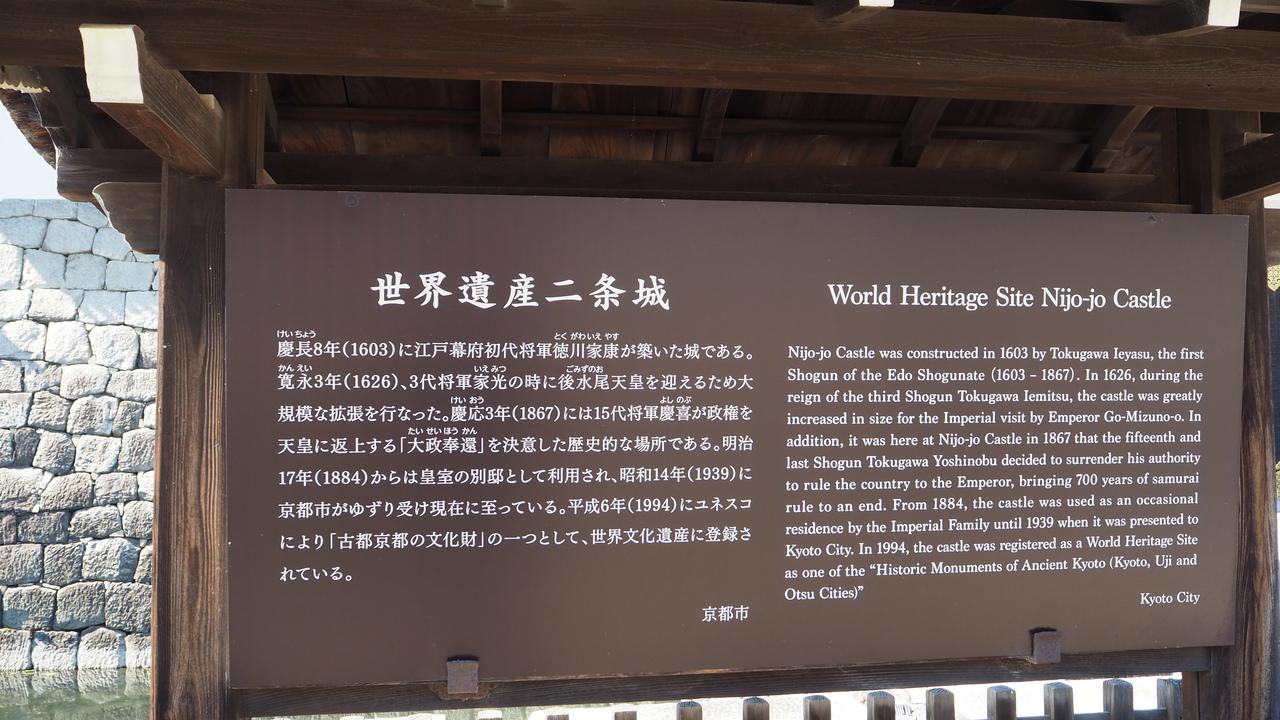 世界遺産二条城
けいちょう とくがわいえやす
慶長8年(1603)に江戸幕府初代将軍徳川家康が築いた城である。
かんえい いえみつ ごみずのお
寛永3年(1626)、3代将軍家光の時に後水尾天皇を迎えるため大
けいおう よしのぶ
規模な拡張を行なった。慶応3年(1867)には15代将軍慶喜が政権を
たいせいほうかん
天皇に返上する「大政奉還」を決意した歴史的な場所である。明治
17年(1884)からは皇室の別邸として利用され、昭和14年(1939)に
京都市がゆずり受け現在に至っている。平成6年(1994)にユネスコ
により「古都京都の文化財」の一つとして、世界文化遺産に登録さ
れている。
京都市
World Heritage Site Nijo-jo Castle
Nijo-jo Castle was constructed in 1603 by Tokugawa Ieyasu, the first
Shogun of the Edo Shogunate (1603 – 1867). In 1626, during the
reign of the third Shogun Tokugawa Iemitsu, the castle was greatly
increased in size for the Imperial visit by Emperor Go-Mizuno-o. In
addition, it was here at Nijo-jo Castle in 1867 that the fifteenth and
last Shogun Tokugawa Yoshinobu decided to surrender his authority
to rule the country to the Emperor, bringing 700 years of samurai
rule to an end. From 1884, the castle was used as an occasional
residence by the Imperial Family until 1939 when it was presented to
Kyoto City. In 1994, the castle was registered as a World Heritage Site
as one of the “Historic Monuments of Ancient Kyoto (Kyoto, Uji and
Otsu Cities)”
Kyoto City